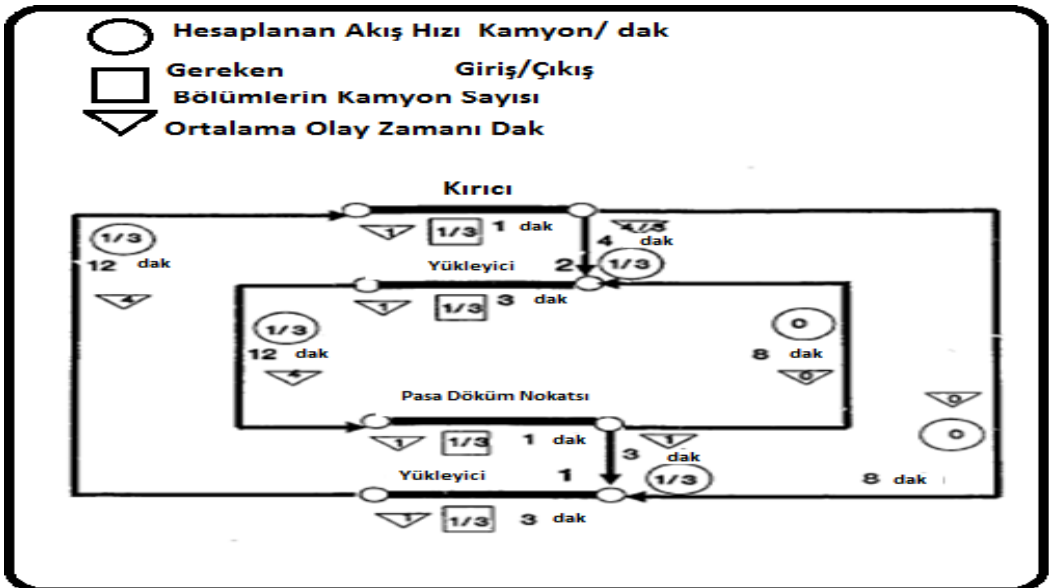 Hesaplanan Akış Hızı Kamyon/ dak
Gereken Giriş/Çıkış
Bölümlerin Kamyon Sayısı
Ortalama Olay Zamanı Dak
Kırıcı
1 1/3 1 dak
4/3
4 dak
1/3
12 dak
4
Yükleyici 2 1/3
1 1/3 3 dak
1/3
12 dak
4
0
8 dak
0
Pasa Döküm Nokatsı
1 1/3 1 dak
1
3 dak
0
0
8 dak
Yükleyici 1 1/3
1 1/3 3 dak